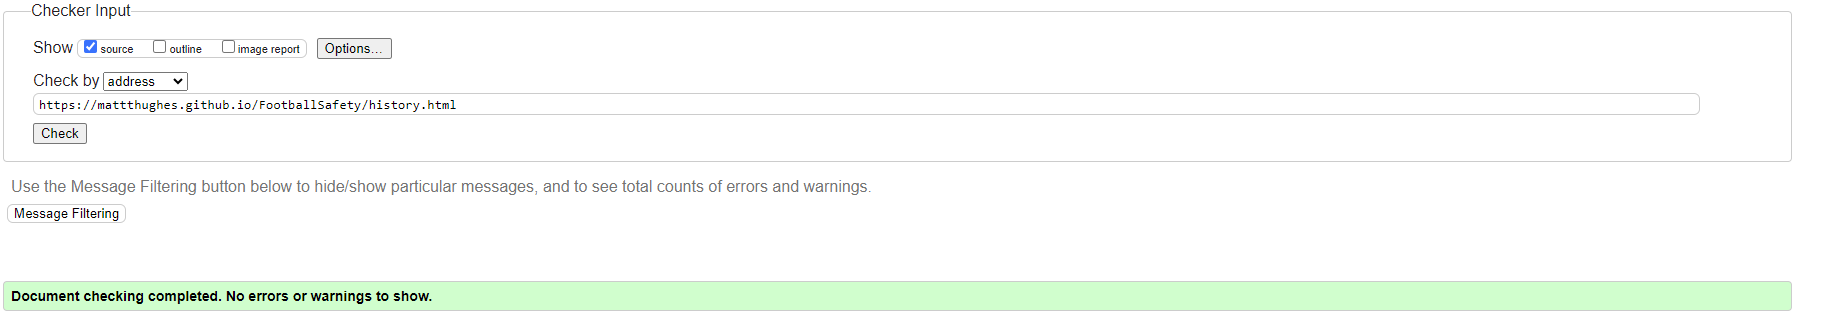 Checker Input
Show source outline image report Options...
Check by address
https://mattthughes.github.io/FootballSafety/history.html
Check
Use the Message Filtering button below to hide/show particular messages, and to see total counts of errors and warnings.
Message Filtering
Document checking completed. No errors or warnings to show.